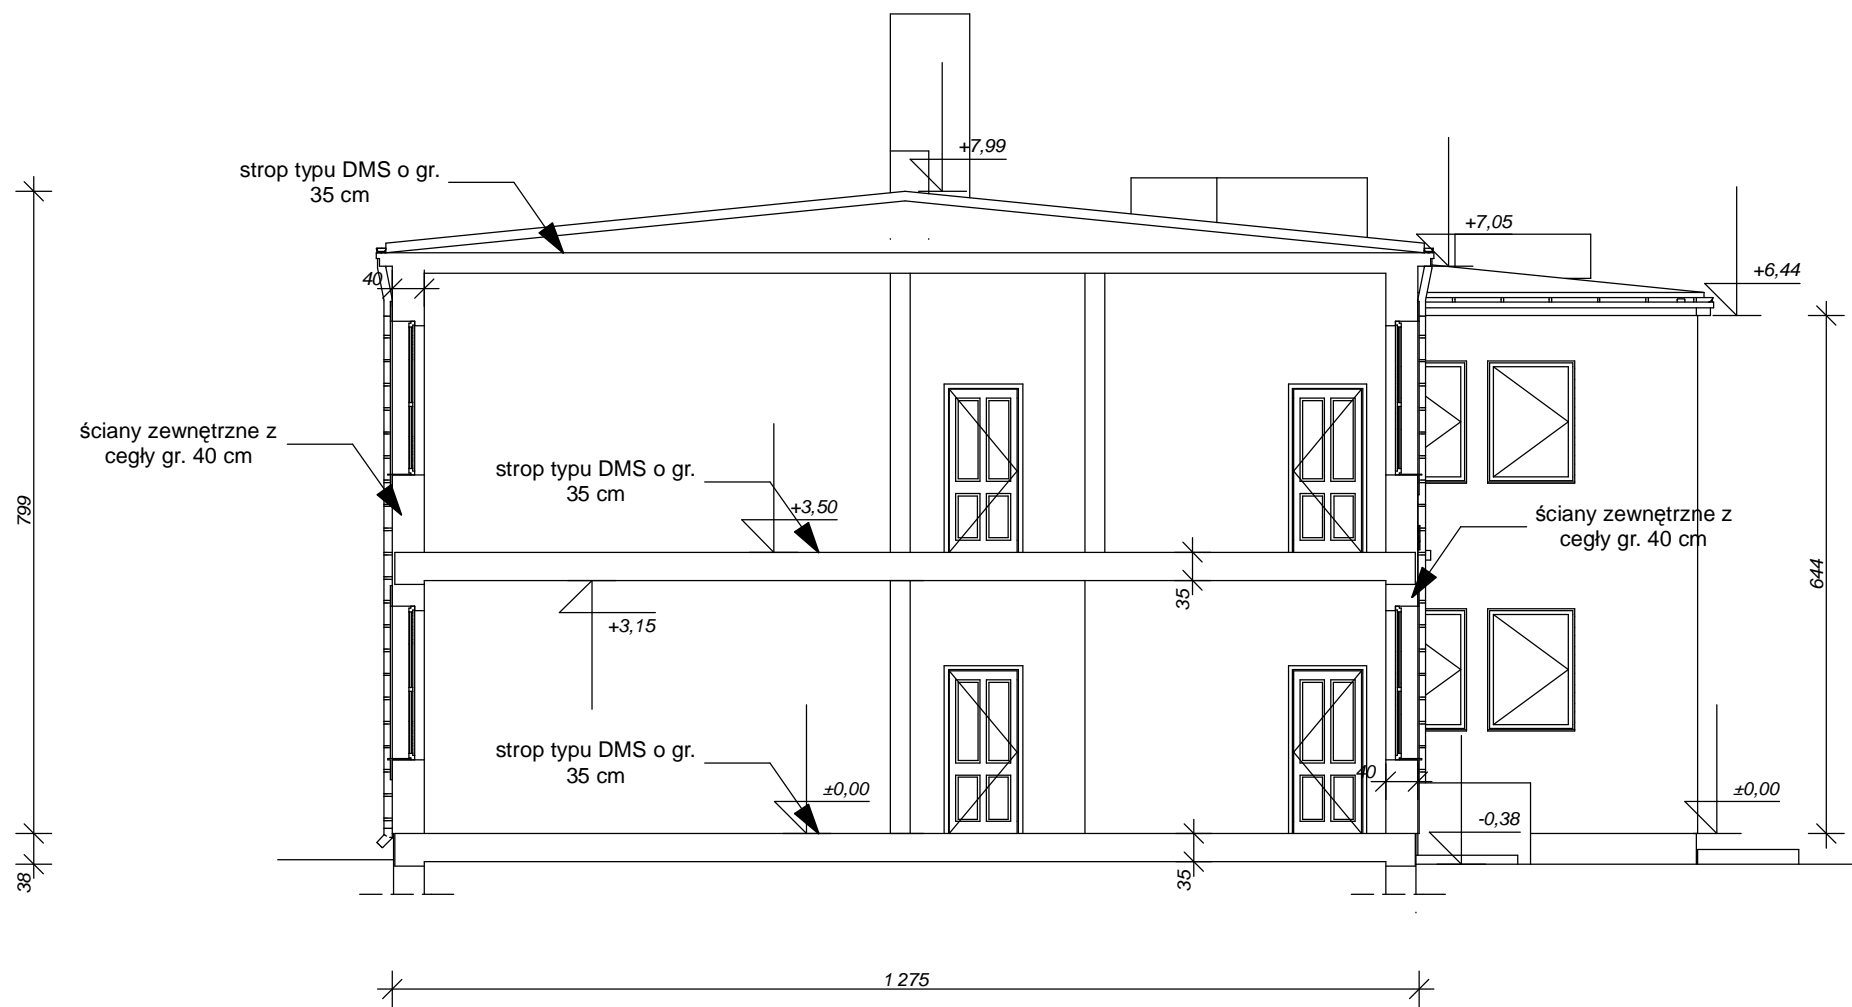 +7,99
strop typu DMS o gr.
35 cm
+7,05
+6,44
40
ściany zewnętrzne z
cegły gr. 40 cm
strop typu DMS o gr.
35 cm
+3,50
799
ściany zewnętrzne z
cegły gr. 40 cm
644
35
+3,15
strop typu DMS o gr.
35 cm
40
±0,00
±0,00
-0,38
38
35
1 275